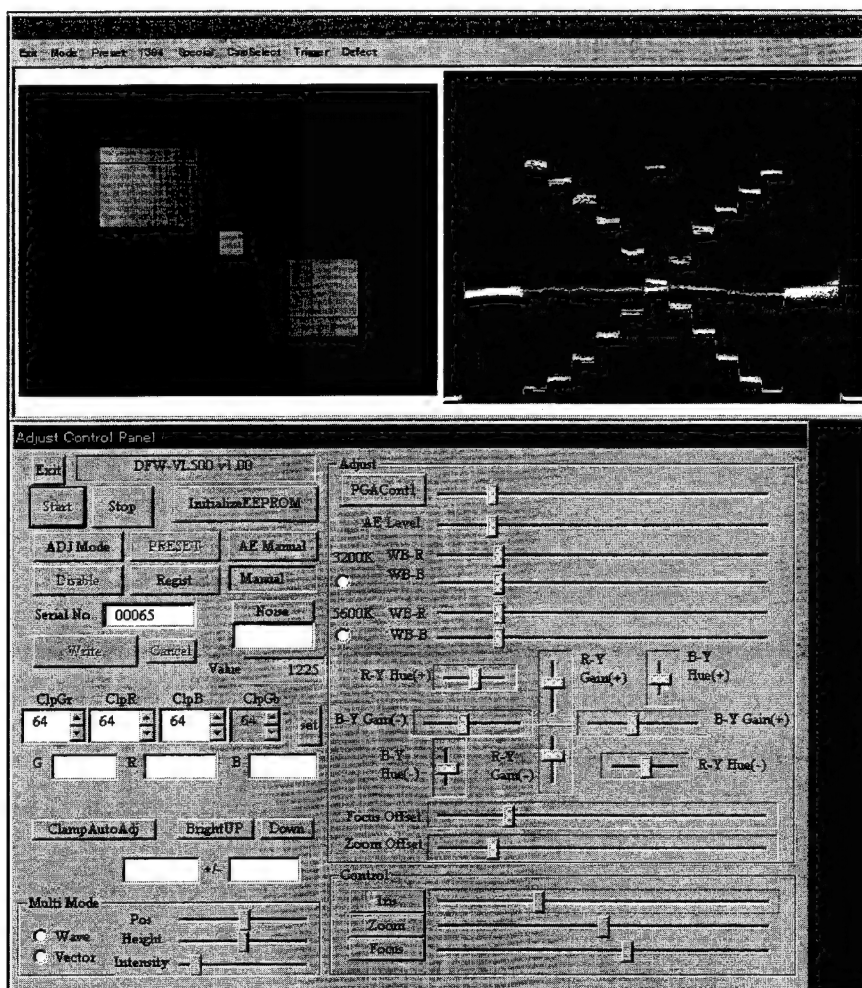 Exit Mode Preset 1394 Special CamSelect Trigger Defect
Adjust Control Panel
Exit DFW-VL500 v1.00
Start Stop InitializeEEPROM
ADJ Mode PRESET AE Manual
Disable Regist Manual
Serial No. 00065 Noise
Write Cancel
Value 1225
ClpGr ClpR ClpB ClpGb
64 64 64 64 set
G R B
ClampAutoAdj BrightUP Down
+/-
Multi Mode
Pos
Wave Height
Vector Intensity
Adjust
PGACont1
AE Level
3200K WB-R
WB-B
5600K WB-R
WB-B
R-Y Hue(+) R-Y Gain(+) B-Y Hue(+)
B-Y Gain(-) B-Y Gain(+)
B-Y Hue(-) R-Y Gain(-) R-Y Hue(-)
Focus Offset
Zoom Offset
Control
Iris
Zoom
Focus